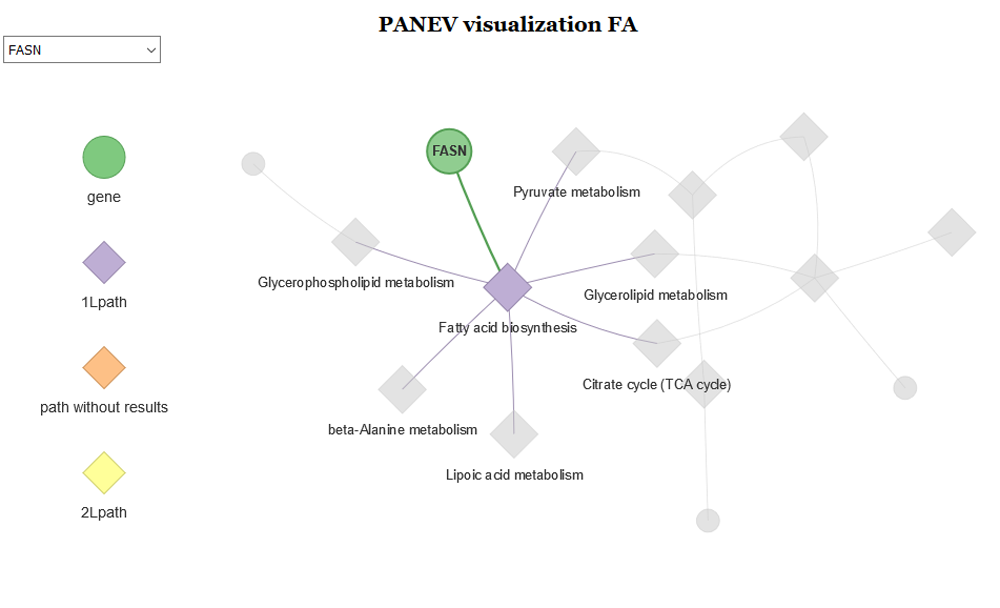 PANEV visualization FA
FASN
gene
1Lpath
path without results
2Lpath
FASN
Pyruvate metabolism
Glycerophospholipid metabolism
Glycerolipid metabolism
Fatty acid biosynthesis
Citrate cycle (TCA cycle)
beta-Alanine metabolism
Lipoic acid metabolism